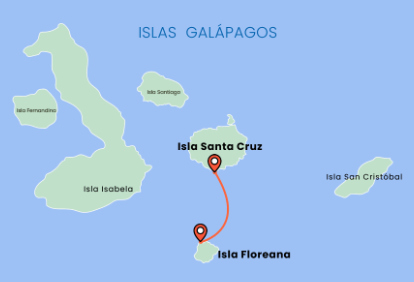 ISLAS GALÁPAGOS
Isla Santiago
Isla Fernandina
Isla Santa Cruz
Isla San Cristóbal
Isla Isabela
Isla Floreana